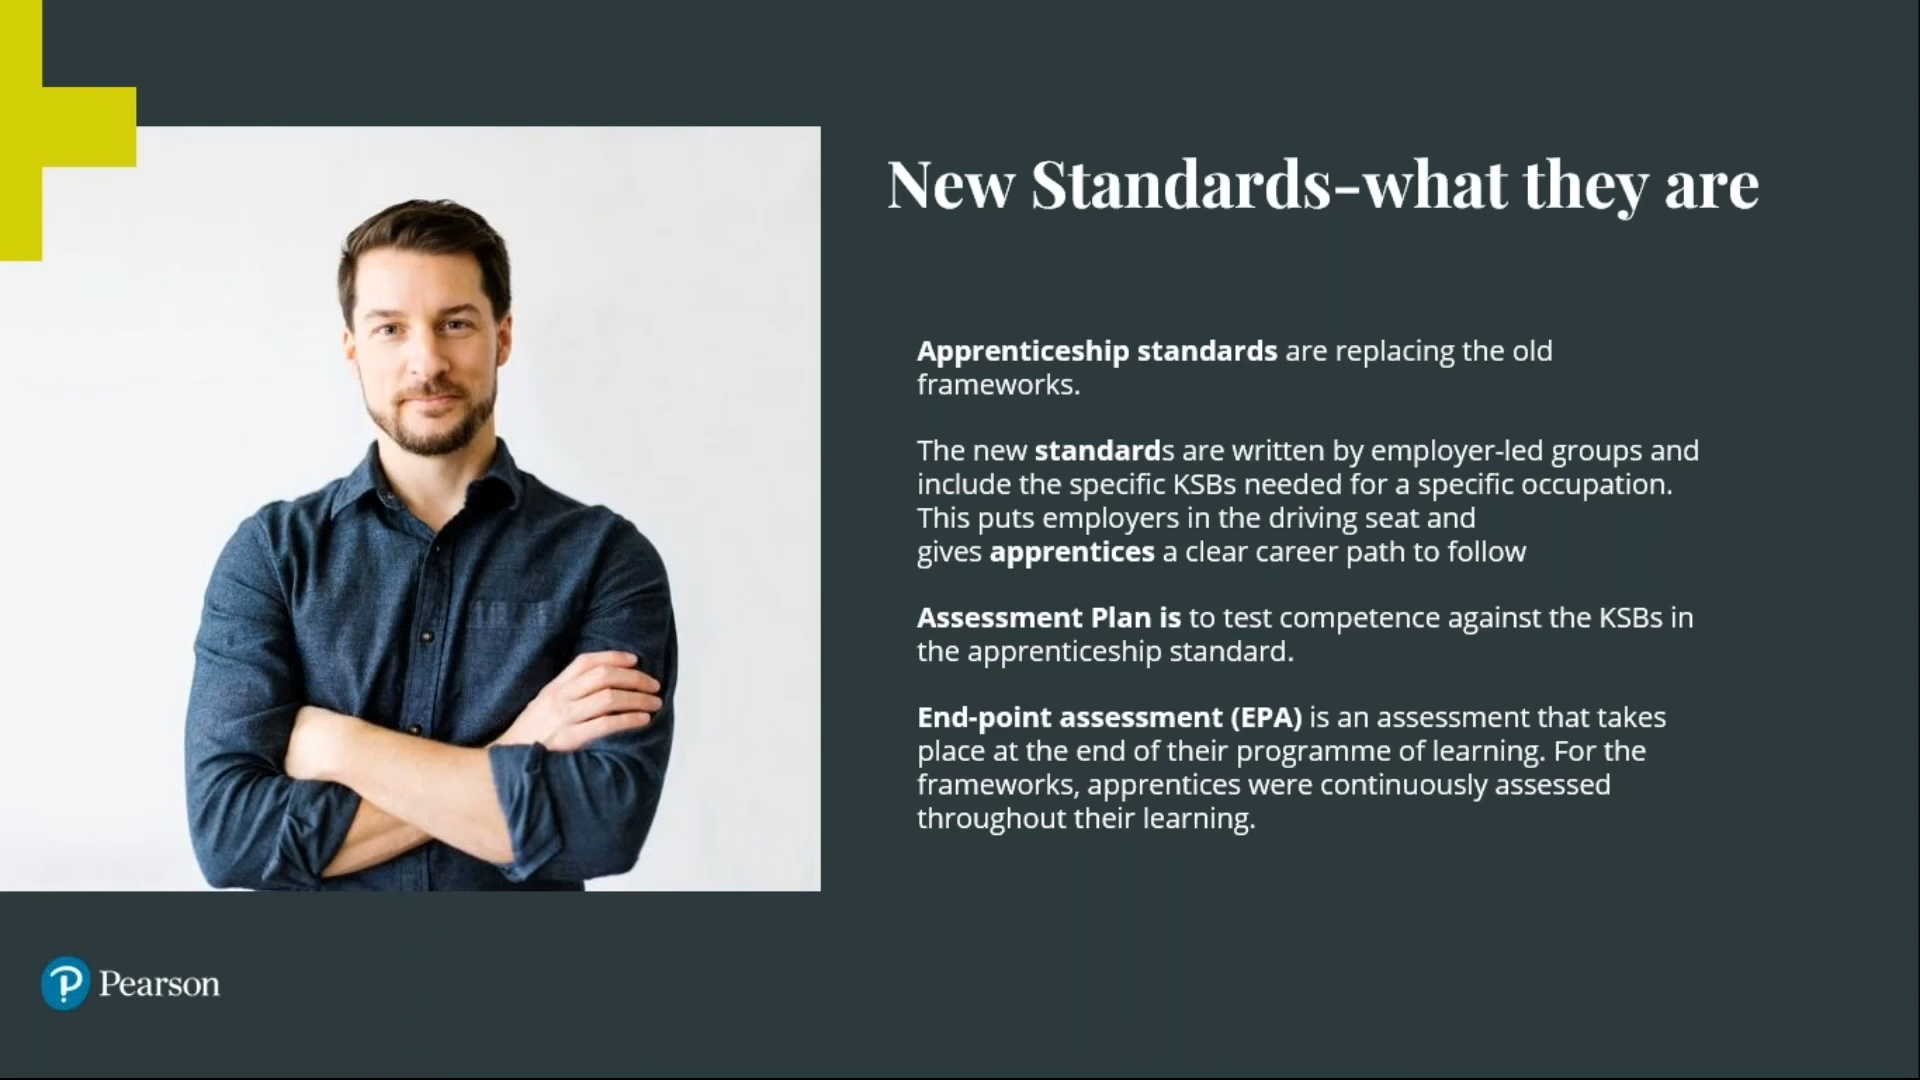 New Standards-what they are
Apprenticeship standards are replacing the old
frameworks.
The new standards are written by employer-led groups and
include the specific KSBs needed for a specific occupation.
This puts employers in the driving seat and
gives apprentices a clear career path to follow
Assessment Plan is to test competence against the KSBs in
the apprenticeship standard.
End-point assessment (EPA) is an assessment that takes
place at the end of their programme of learning. For the
frameworks, apprentices were continuously assessed
throughout their learning.
Pearson